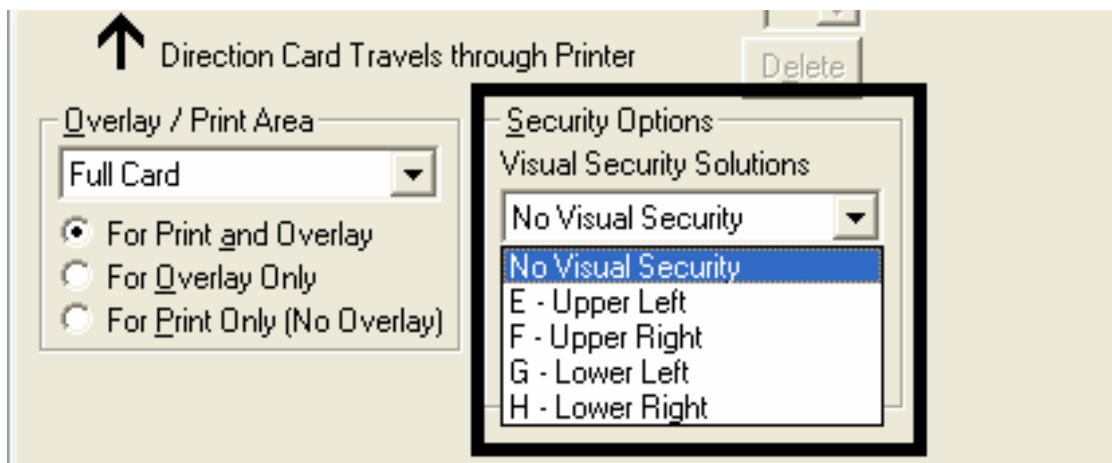 Direction Card Travels through Printer
Delete
Overlay / Print Area
Full Card
For Print and Overlay
For Overlay Only
For Print Only (No Overlay)
Security Options
Visual Security Solutions
No Visual Security
No Visual Security
E - Upper Left
F - Upper Right
G - Lower Left
H - Lower Right